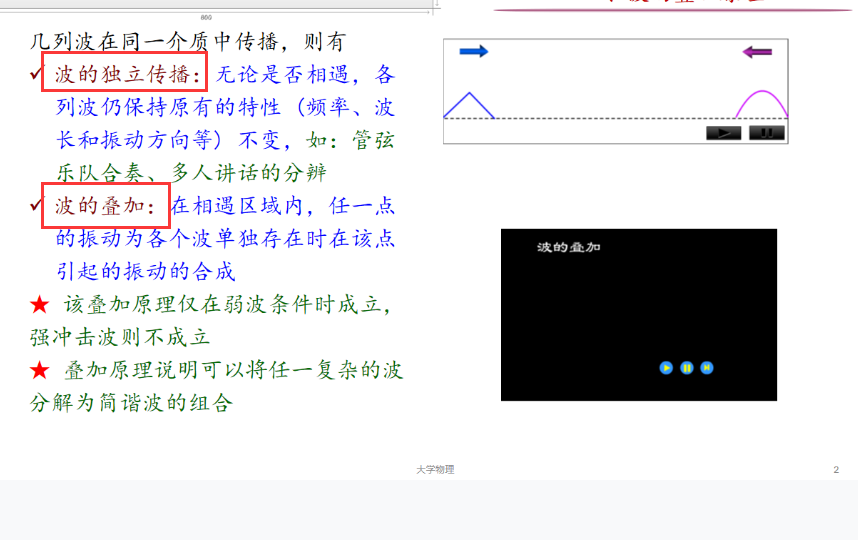 几列波在同一个质中传播，则有
✓ 波的独立传播：无论是否相遇，各
列波仍保持原有的特性（频率、波
长和振动方向等）不变，如：管弦
乐队合奏、多人讲话的分辨
✓ 波的叠加：在相遇区域内，任一点
的振动为各个波单独存在时在该点
引起的振动的合成
★ 该叠加原理仅在弱波条件时成立，
强冲击波则不成立
★ 叠加原理说明可以将任一复杂的波
分解为简谐波的组合
波的叠加
大学物理
2